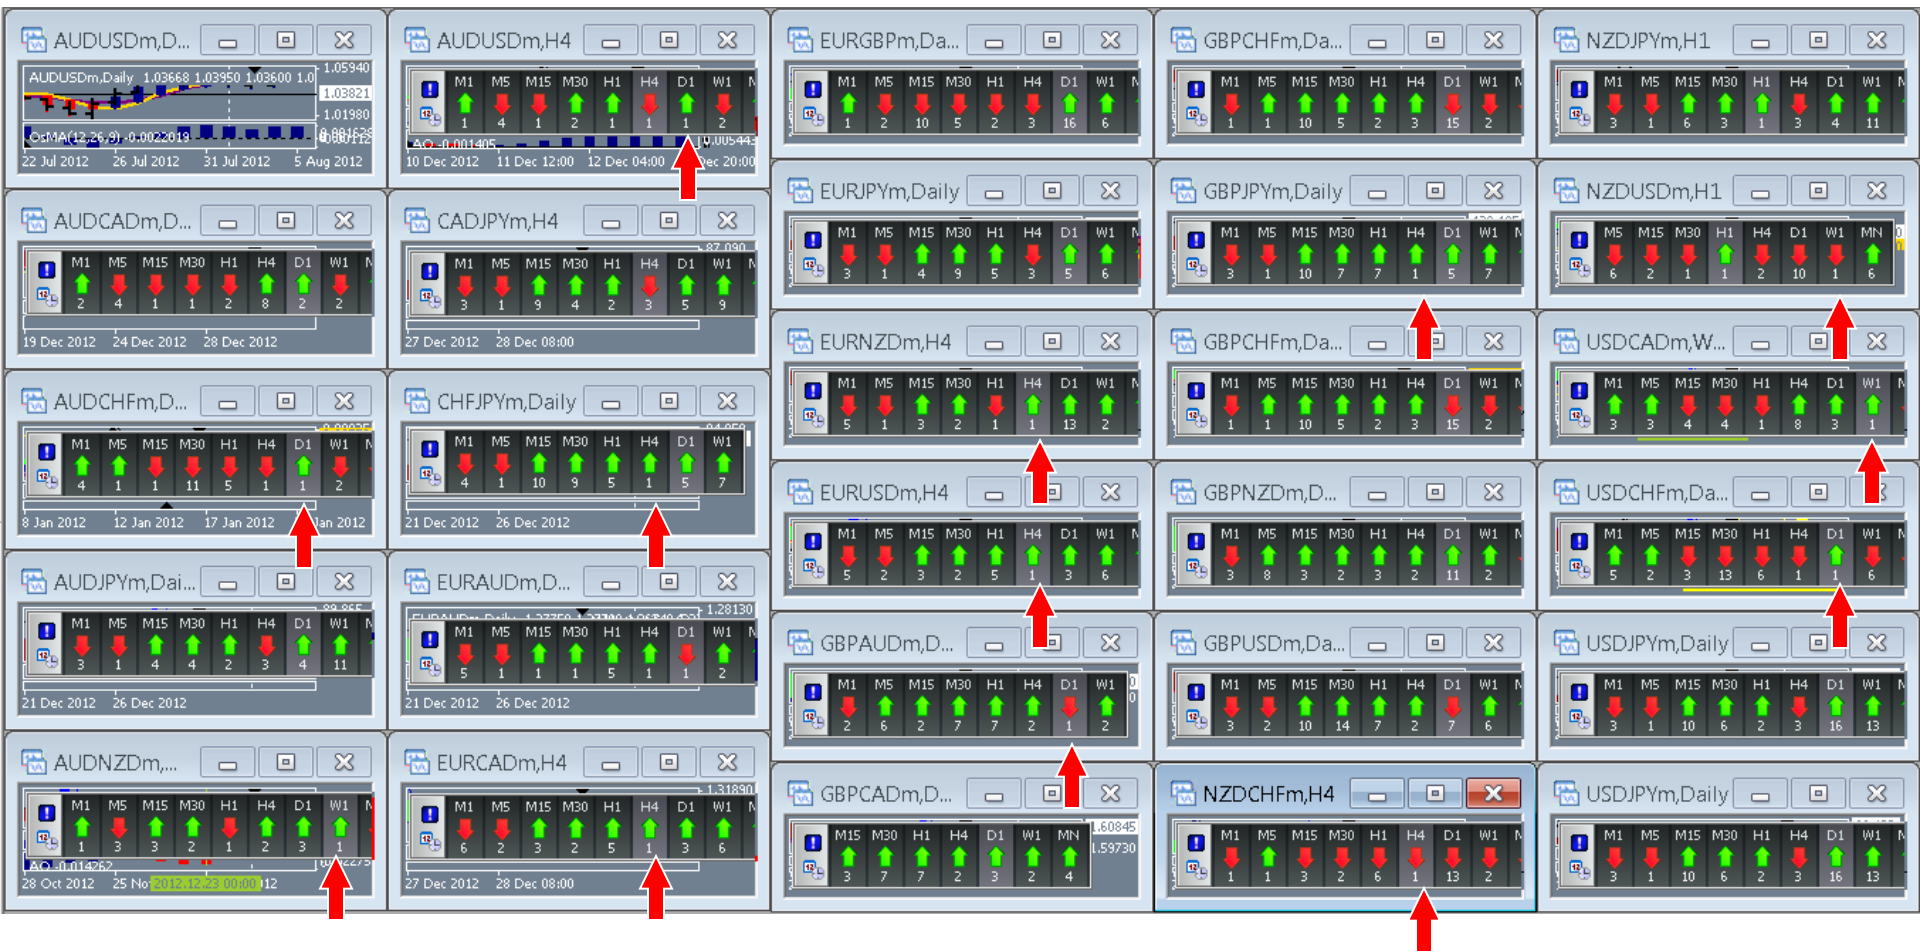 AUDUSDm,D...
AUDUSDm,Daily 1.03668 1.03950 1.03600 1.0
1.05940
1.03821
1.01980
OsMA(12,26,9) -0.0022019
22 Jul 2012 26 Jul 2012 31 Jul 2012 5 Aug 2012
AUDCADm,D...
M1 M5 M15 M30 H1 H4 D1 W1
2 4 1 1 2 8 2 2
19 Dec 2012 24 Dec 2012 28 Dec 2012
AUDCHFm,D...
M1 M5 M15 M30 H1 H4 D1 W1
4 1 1 11 5 1 1 2
8 Jan 2012 12 Jan 2012 17 Jan 2012 Jan 2012
AUDJPYm,Dai...
M1 M5 M15 M30 H1 H4 D1 W1
3 1 4 4 2 3 4 11
21 Dec 2012 26 Dec 2012
AUDNZDm,...
M1 M5 M15 M30 H1 H4 D1 W1
1 3 3 2 1 2 3 1
AO -0.014262
28 Oct 2012 25 No 2012.12.23 00:00 12
AUDUSDm,H4
M1 M5 M15 M30 H1 H4 D1 W1
1 4 1 2 1 1 1 2
AO -0.001405
10 Dec 2012 11 Dec 12:00 12 Dec 04:00 Dec 20:00
CADJPYm,H4
87.090
M1 M5 M15 M30 H1 H4 D1 W1
3 1 9 4 2 3 5 9
27 Dec 2012 28 Dec 08:00
CHFJPYm,Daily
M1 M5 M15 M30 H1 H4 D1 W1
4 1 10 9 5 1 5 7
21 Dec 2012 26 Dec 2012
EURAUDm,D...
1.28130
M1 M5 M15 M30 H1 H4 D1 W1
5 1 1 1 5 1 1 2
21 Dec 2012 26 Dec 2012
EURCADm,H4
1.31890
M1 M5 M15 M30 H1 H4 D1 W1
6 2 3 2 5 1 3 6
27 Dec 2012 28 Dec 08:00
EURGBPm,Da...
M1 M5 M15 M30 H1 H4 D1 W1
1 2 10 5 2 3 16 6
EURJPYm,Daily
M1 M5 M15 M30 H1 H4 D1 W1
3 1 4 9 5 3 5 6
EURNZDm,H4
M1 M5 M15 M30 H1 H4 D1 W1
5 1 3 2 1 1 13 2
EURUSDm,H4
M1 M5 M15 M30 H1 H4 D1 W1
5 2 3 2 5 1 3 6
GBPAUDm,D...
M1 M5 M15 M30 H1 H4 D1 W1
2 6 2 7 7 2 1 2
GBPCADm,D...
1.60845
M15 M30 H1 H4 D1 W1 MN
3 7 7 2 3 2 4
1.59730
GBPCHFm,Da...
M1 M5 M15 M30 H1 H4 D1 W1
1 1 10 5 2 3 15 2
GBPJPYm,Daily
M1 M5 M15 M30 H1 H4 D1 W1
3 1 10 7 7 1 5 7
GBPCHFm,Da...
M1 M5 M15 M30 H1 H4 D1 W1
1 1 10 5 2 3 15 2
GBPNZDm,D...
M1 M5 M15 M30 H1 H4 D1 W1
3 8 3 2 3 2 11 2
GBPUSDm,Da...
M1 M5 M15 M30 H1 H4 D1 W1
3 2 10 14 7 2 7 6
NZDCHFm,H4
M1 M5 M15 M30 H1 H4 D1 W1
1 1 3 2 6 1 13 2
NZDJPYm,H1
M1 M5 M15 M30 H1 H4 D1 W1
3 1 6 3 1 3 4 11
NZDUSDm,H1
M5 M15 M30 H1 H4 D1 W1 MN
6 2 1 1 2 10 1 6
USDCADm,W...
M1 M5 M15 M30 H1 H4 D1 W1
3 3 4 4 1 8 3 1
USDCHFm,Da...
M1 M5 M15 M30 H1 H4 D1 W1
5 2 3 13 6 1 1 6
USDJPYm,Daily
M1 M5 M15 M30 H1 H4 D1 W1
3 1 10 6 2 3 16 13
USDJPYm,Daily
M1 M5 M15 M30 H1 H4 D1 W1
3 1 10 6 2 3 16 13